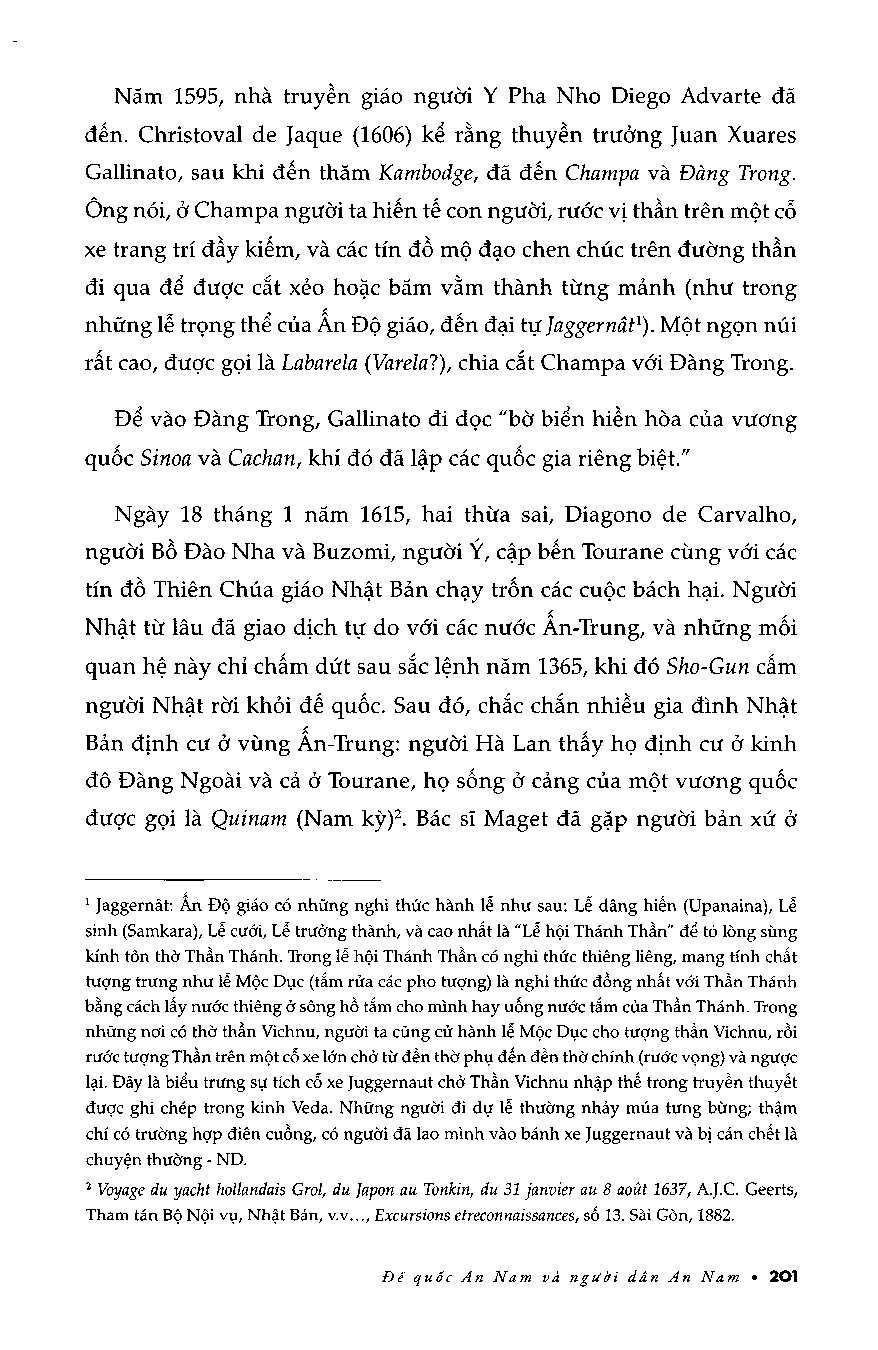 Năm 1595, nhà truyền giáo người Y Pha Nho Diego Advarte đã
đến. Christoval de Jaque (1606) kể rằng thuyền trưởng Juan Xuares
Gallinato, sau khi đến thăm Kambodge, đã đến Champa và Đàng Trong.
Ông nói, ở Champa người ta hiến tế con người, rước vị thần trên một cỗ
xe trang trí đầy kiếm, và các tín đồ mộ đạo chen chúc trên đường thần
đi qua để được cắt xẻo hoặc băm vằm thành từng mảnh (như trong
những lễ trọng thể của Ấn Độ giáo, đến đại tự Jaggernât¹). Một ngọn núi
rất cao, được gọi là Labarela (Varela?), chia cắt Champa với Đàng Trong.
Để vào Đàng Trong, Gallinato đi dọc "bờ biển hiền hòa của vương
quốc Sinoa và Cachan, khi đó đã lập các quốc gia riêng biệt."
Ngày 18 tháng 1 năm 1615, hai thừa sai, Diagono de Carvalho,
người Bồ Đào Nha và Buzomi, người Ý, cập bến Tourane cùng với các
tín đồ Thiên Chúa giáo Nhật Bản chạy trốn các cuộc bách hại. Người
Nhật từ lâu đã giao dịch tự do với các nước Ấn-Trung, và những mối
quan hệ này chỉ chấm dứt sau sắc lệnh năm 1365, khi đó Sho-Gun cấm
người Nhật rời khỏi đế quốc. Sau đó, chắc chắn nhiều gia đình Nhật
Bản định cư ở vùng Ấn-Trung: người Hà Lan thấy họ định cư ở kinh
đô Đàng Ngoài và cả ở Tourane, họ sống ở cảng của một vương quốc
được gọi là Quinam (Nam kỳ)². Bác sĩ Maget đã gặp người bản xứ ở
¹ Jaggernât: Ấn Độ giáo có những nghi thức hành lễ như sau: Lễ dâng hiến (Upanaina), Lễ
sinh (Samkara), Lễ cưới, Lễ trưởng thành, và cao nhất là "Lễ hội Thánh Thần" để tỏ lòng sùng
kính tôn thờ Thần Thánh. Trong lễ hội Thánh Thần có nghi thức thiêng liêng, mang tính chất
tượng trưng như lễ Mộc Dục (tắm rửa các pho tượng) là nghi thức đồng nhất với Thần Thánh
bằng cách lấy nước thiêng ở sông hồ tắm cho mình hay uống nước tắm của Thần Thánh. Trong
những nơi có thờ thần Vichnu, người ta cũng cử hành lễ Mộc Dục cho tượng thần Vichnu, rồi
rước tượng Thần trên một cỗ xe lớn chở từ đền thờ phụ đến đền thờ chính (rước vọng) và ngược
lại. Đây là biểu trưng sự tích cỗ xe Juggernaut chở Thần Vichnu nhập thế trong truyền thuyết
được ghi chép trong kinh Veda. Những người đi dự lễ thường nhảy múa tưng bừng; thậm
chí có trường hợp điên cuồng, có người đã lao mình vào bánh xe Juggernaut và bị cán chết là
chuyện thường - ND.
² Voyage du yacht hollandais Grol, du Japon au Tonkin, du 31 janvier au 8 août 1637, A.J.C. Geerts,
Tham tán Bộ Nội vụ, Nhật Bản, v.v..., Excursions etreconnaissances, số 13. Sài Gòn, 1882.
Đế quốc An Nam và người dân An Nam • 201